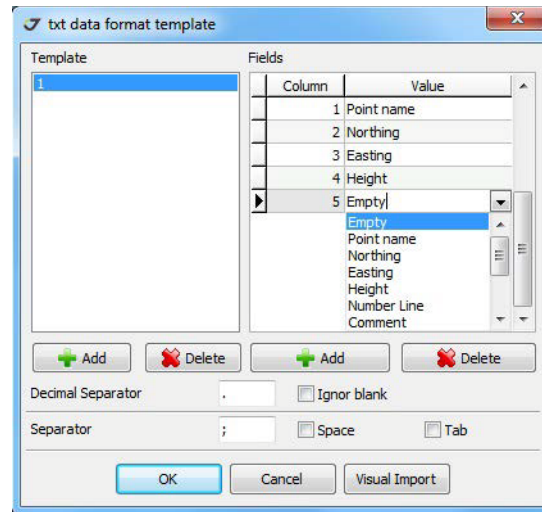 txt data format template
Template
Fields
1
Column Value
1 Point name
2 Northing
3 Easting
4 Height
5 Empty
Empty
Point name
Northing
Easting
Height
Number Line
Comment
Add Delete Add Delete
Decimal Separator . Ignor blank
Separator ; Space Tab
OK Cancel Visual Import